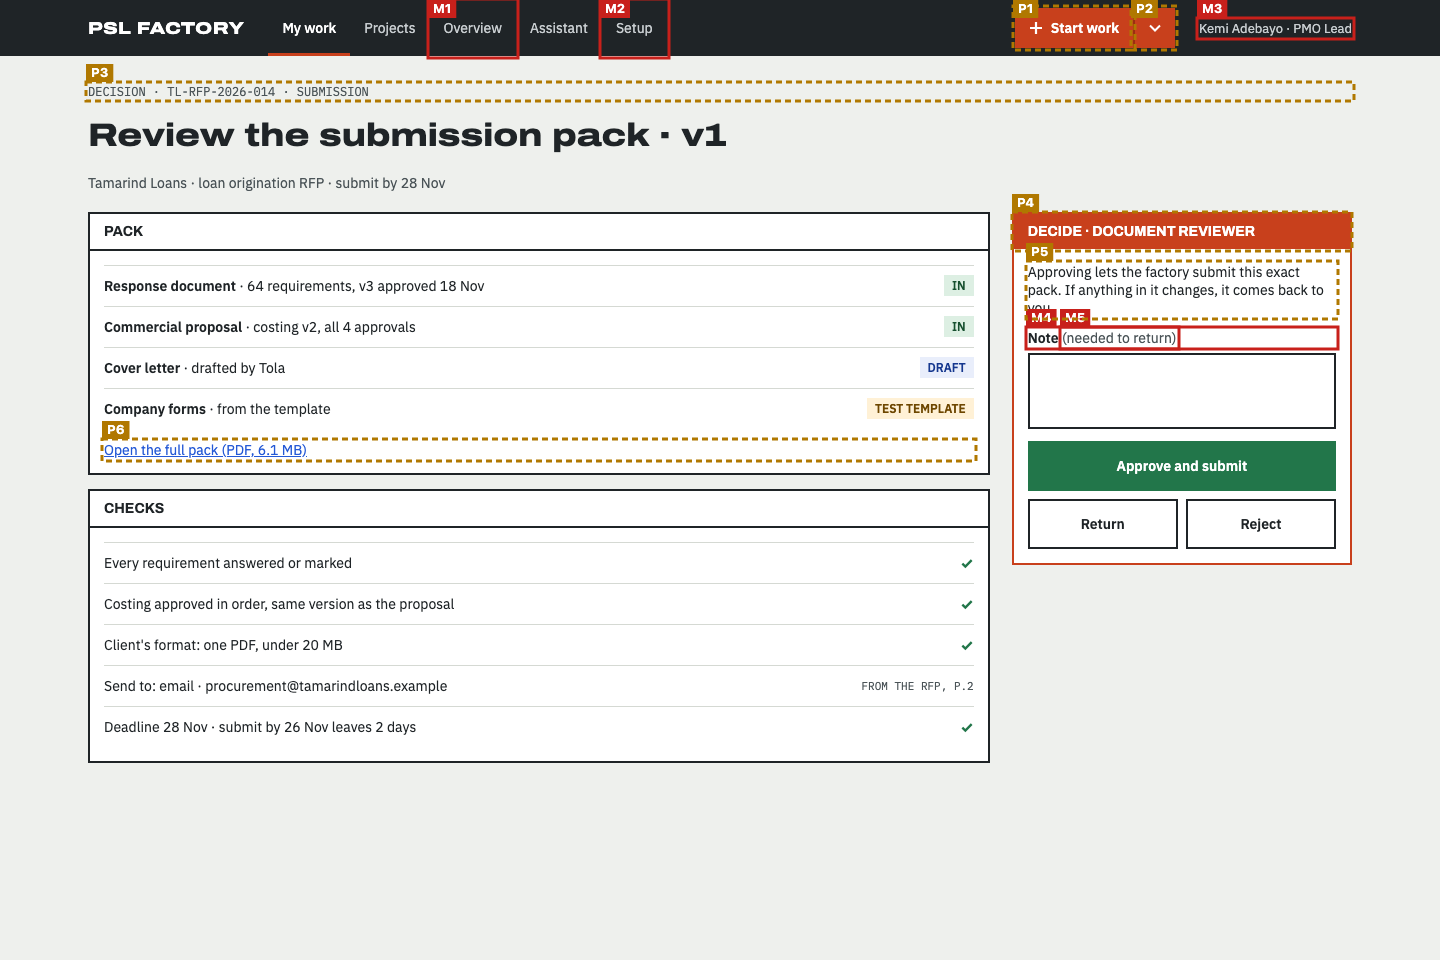 M1
M2
P1
P2
M3
PSL FACTORY
My work
Projects
Overview
Assistant
Setup
+ Start work
Kemi Adebayo · PMO Lead
P3
DECISION · TL-RFP-2026-014 · SUBMISSION
Review the submission pack · v1
Tamarind Loans · loan origination RFP · submit by 28 Nov
PACK
Response document · 64 requirements, v3 approved 18 Nov
IN
Commercial proposal · costing v2, all 4 approvals
IN
Cover letter · drafted by Tola
DRAFT
Company forms · from the template
TEST TEMPLATE
P6
Open the full pack (PDF, 6.1 MB)
CHECKS
Every requirement answered or marked
Costing approved in order, same version as the proposal
Client's format: one PDF, under 20 MB
Send to: email · procurement@tamarindloans.example
FROM THE RFP, P.2
Deadline 28 Nov · submit by 26 Nov leaves 2 days
P4
DECIDE · DOCUMENT REVIEWER
P5
Approving lets the factory submit this exact
pack. If anything in it changes, it comes back to
you.
M4
M5
Note (needed to return)
Approve and submit
Return
Reject